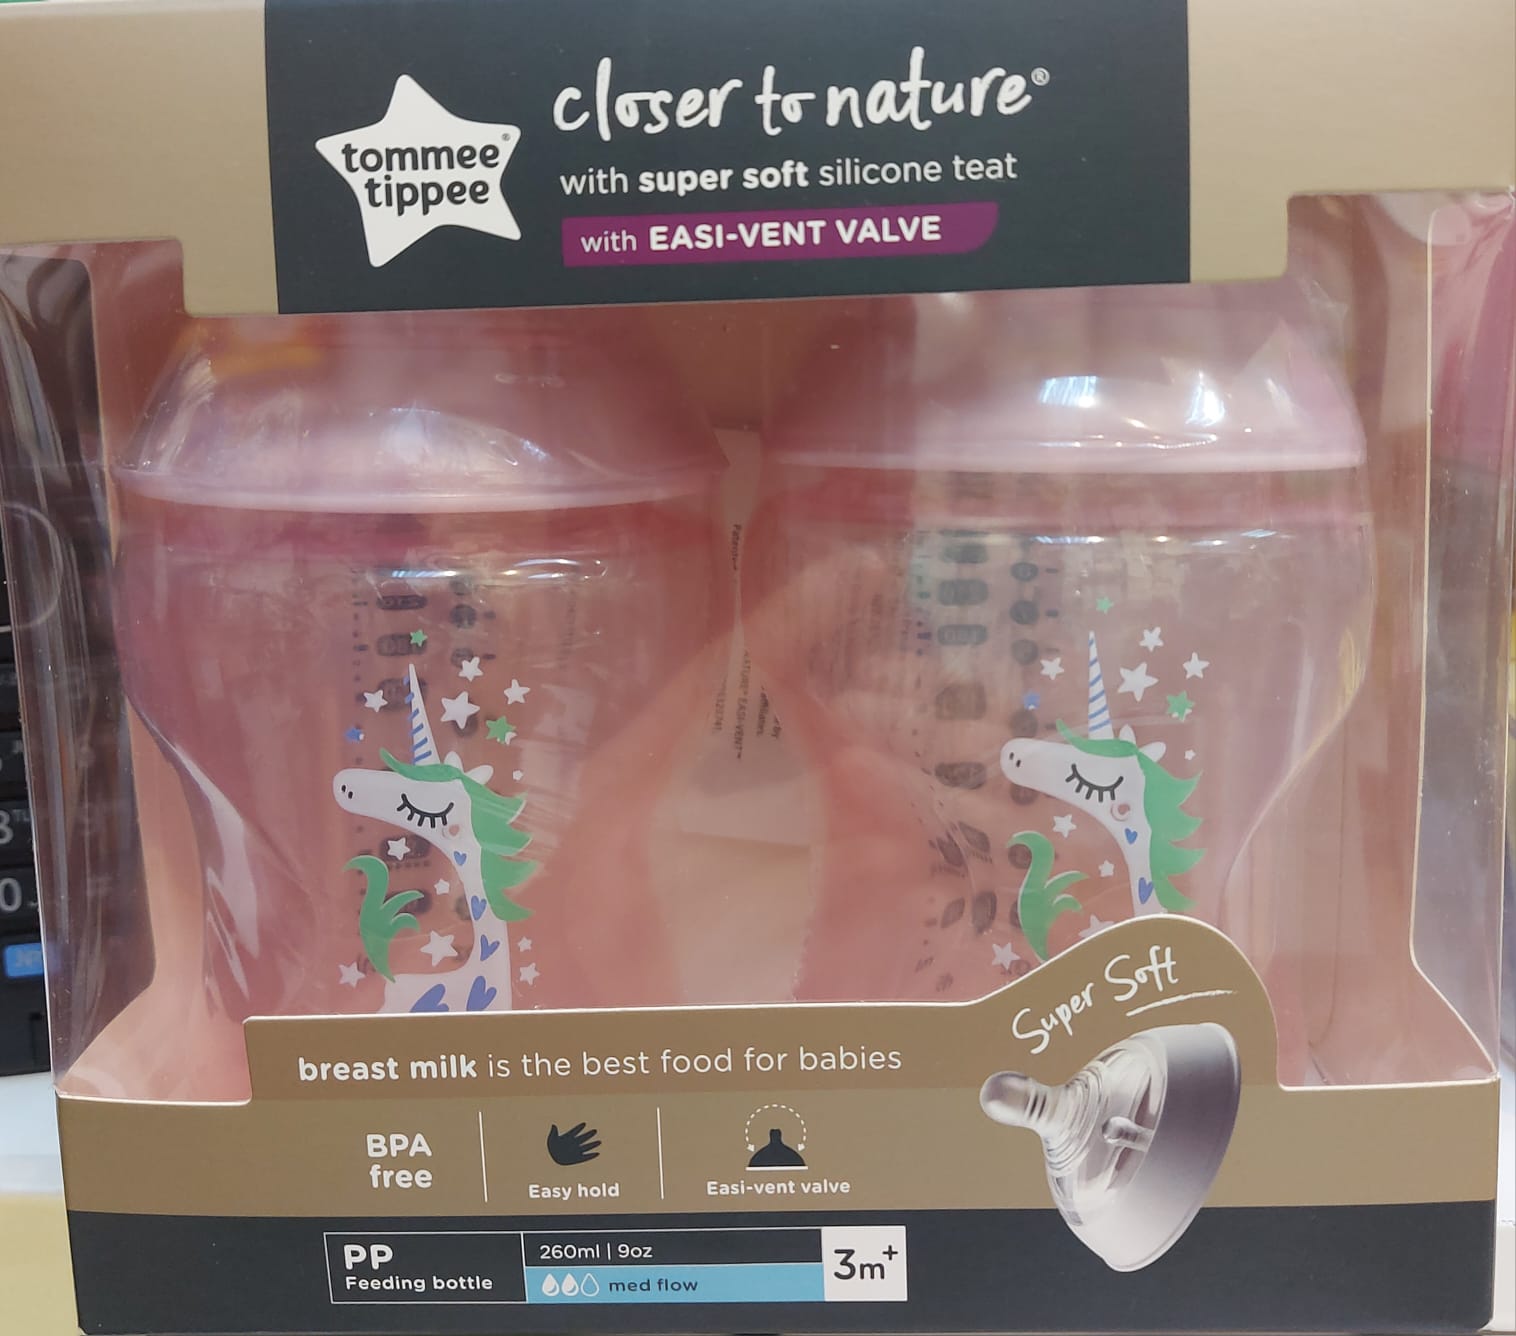 tommee®
tippee
closer to nature®
with super soft silicone teat
with EASI-VENT VALVE
Super Soft
breast milk is the best food for babies
BPA
free
Easy hold
Easi-vent valve
PP
Feeding bottle
260ml | 9oz
med flow
3m+